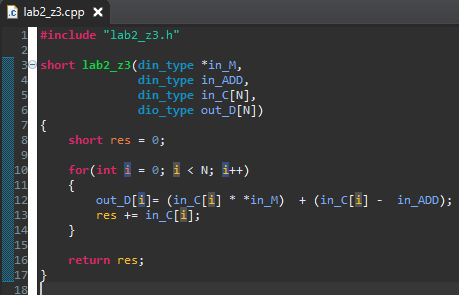 lab2_z3.cpp
1 #include "lab2_z3.h"
2
3 short lab2_z3(din_type *in_M,
4 din_type in_ADD,
5 din_type in_C[N],
6 dio_type out_D[N])
7 {
8 short res = 0;
9
10 for(int i = 0; i < N; i++)
11 {
12 out_D[i]= (in_C[i] * *in_M)  + (in_C[i] -  in_ADD);
13 res += in_C[i];
14 }
15
16 return res;
17 }
18